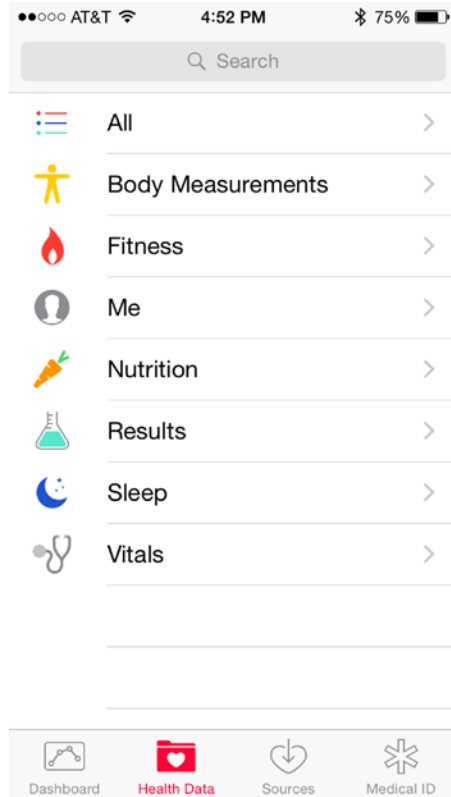 AT&T 4:52 PM 75%
Search
All
Body Measurements
Fitness
Me
Nutrition
Results
Sleep
Vitals
Dashboard Health Data Sources Medical ID